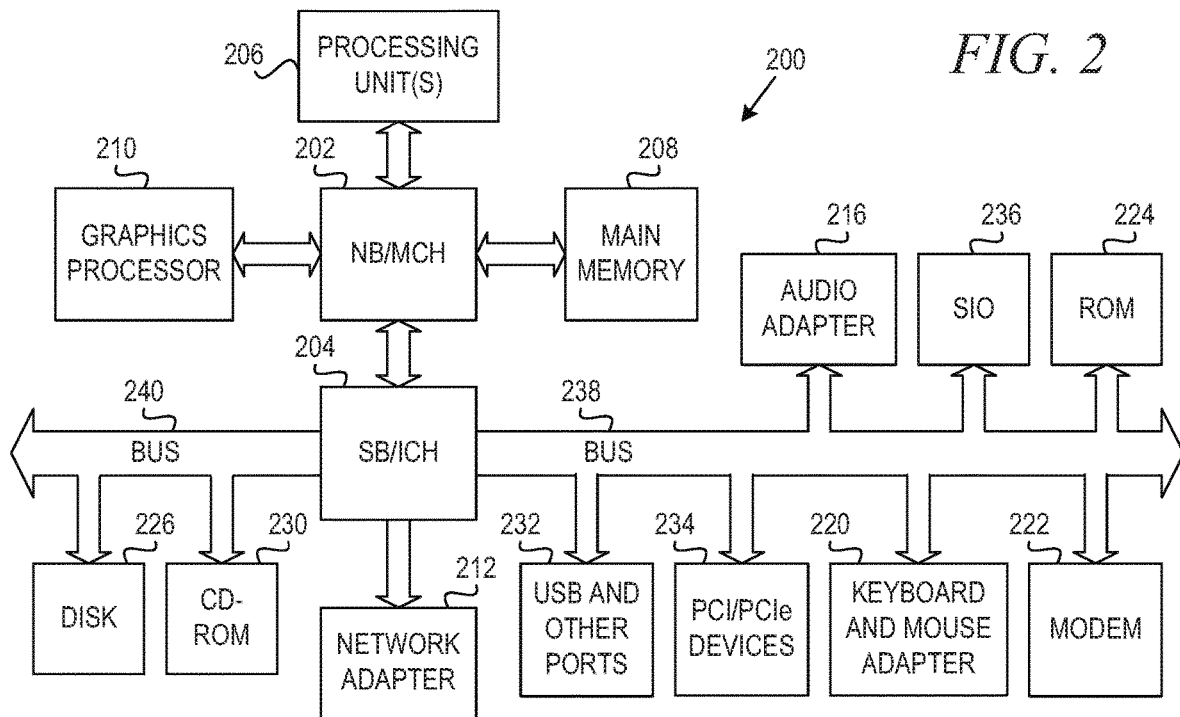 FIG. 2
200
206
PROCESSING
UNIT(S)
210
202
208
GRAPHICS
PROCESSOR
NB/MCH
MAIN
MEMORY
216
236
224
AUDIO
ADAPTER
SIO
ROM
204
240
238
BUS
SB/ICH
BUS
226
230
212
232
234
220
222
DISK
CD-
ROM
NETWORK
ADAPTER
USB AND
OTHER
PORTS
PCI/PCIe
DEVICES
KEYBOARD
AND MOUSE
ADAPTER
MODEM